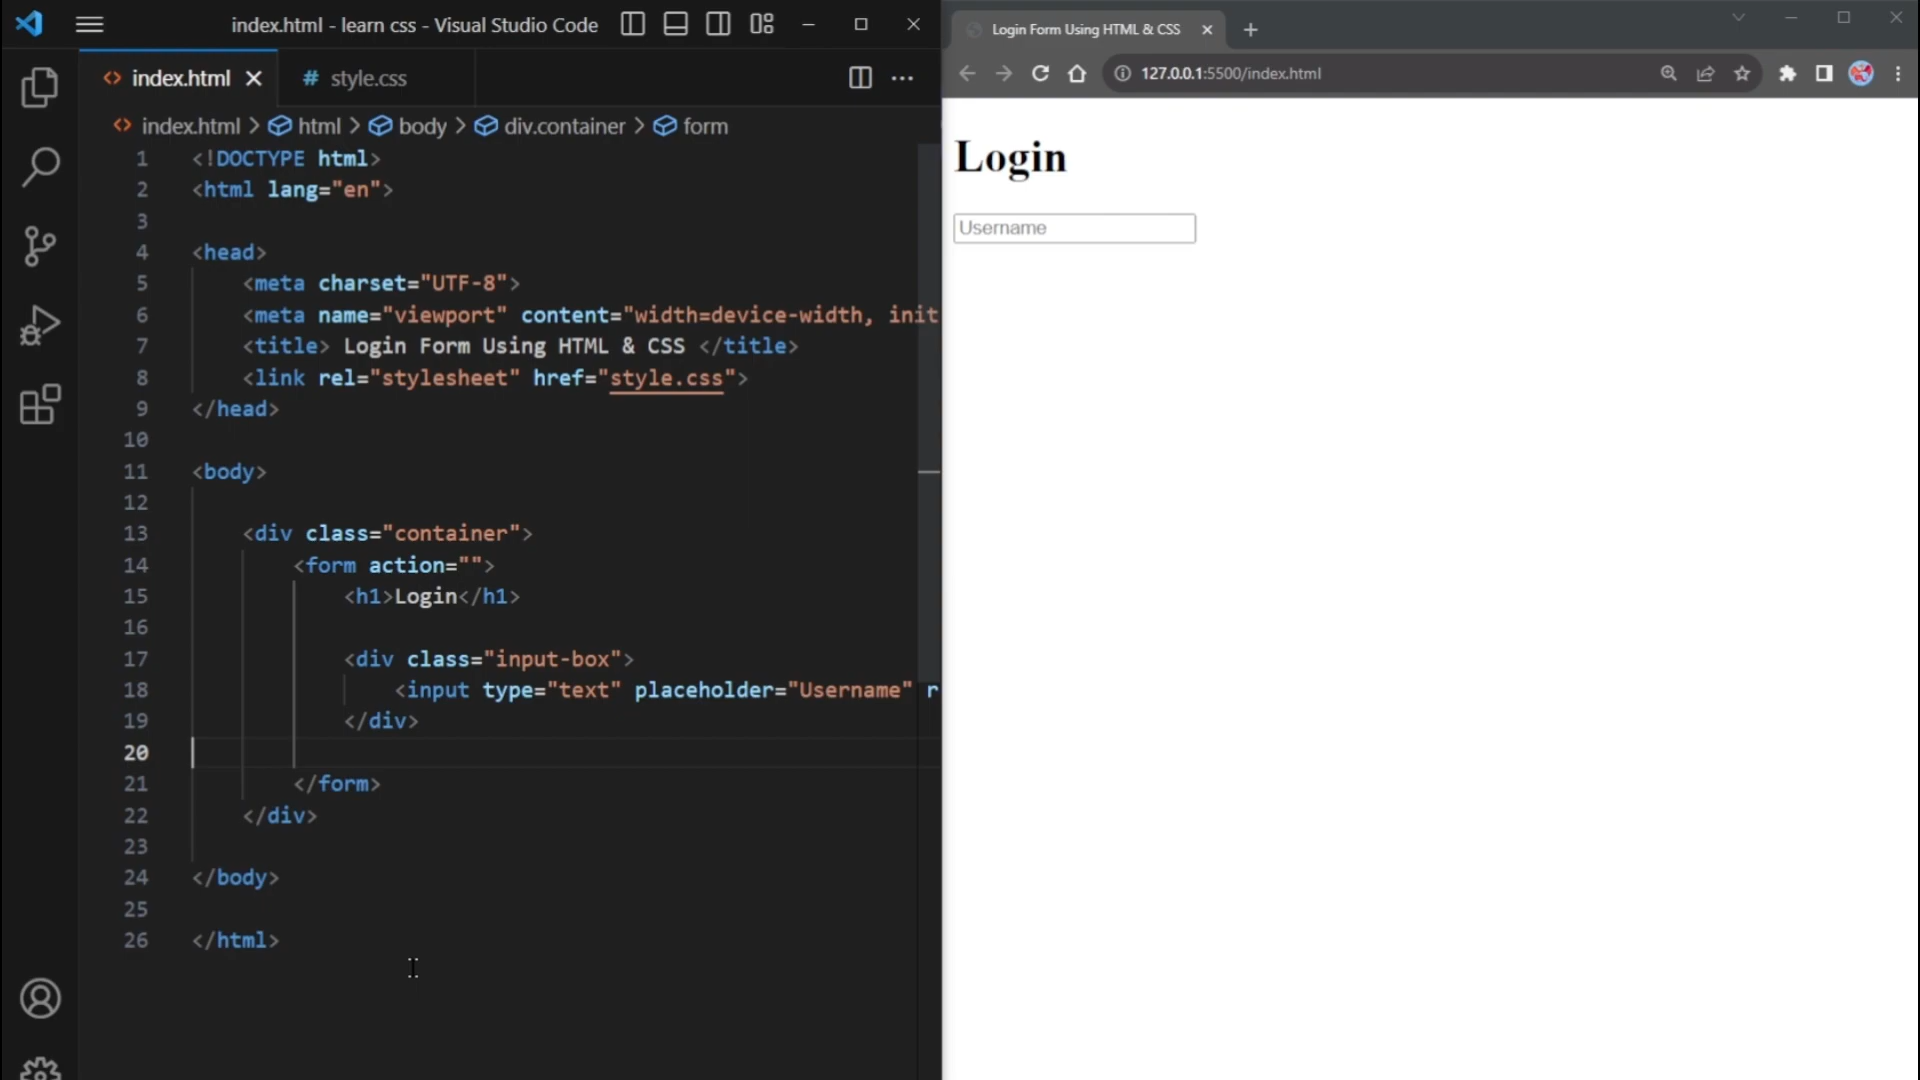 index.html - learn css - Visual Studio Code
index.html
# style.css
index.html > html > body > div.container > form
1 <!DOCTYPE html>
2 <html lang="en">
3
4 <head>
5 <meta charset="UTF-8">
6 <meta name="viewport" content="width=device-width, init
7 <title> Login Form Using HTML & CSS </title>
8 <link rel="stylesheet" href="style.css">
9 </head>
10
11 <body>
12
13 <div class="container">
14 <form action="">
15 <h1>Login</h1>
16
17 <div class="input-box">
18 <input type="text" placeholder="Username" r
19 </div>
20
21 </form>
22 </div>
23
24 </body>
25
26 </html>
Login Form Using HTML & CSS
127.0.0.1:5500/index.html
Login
Username